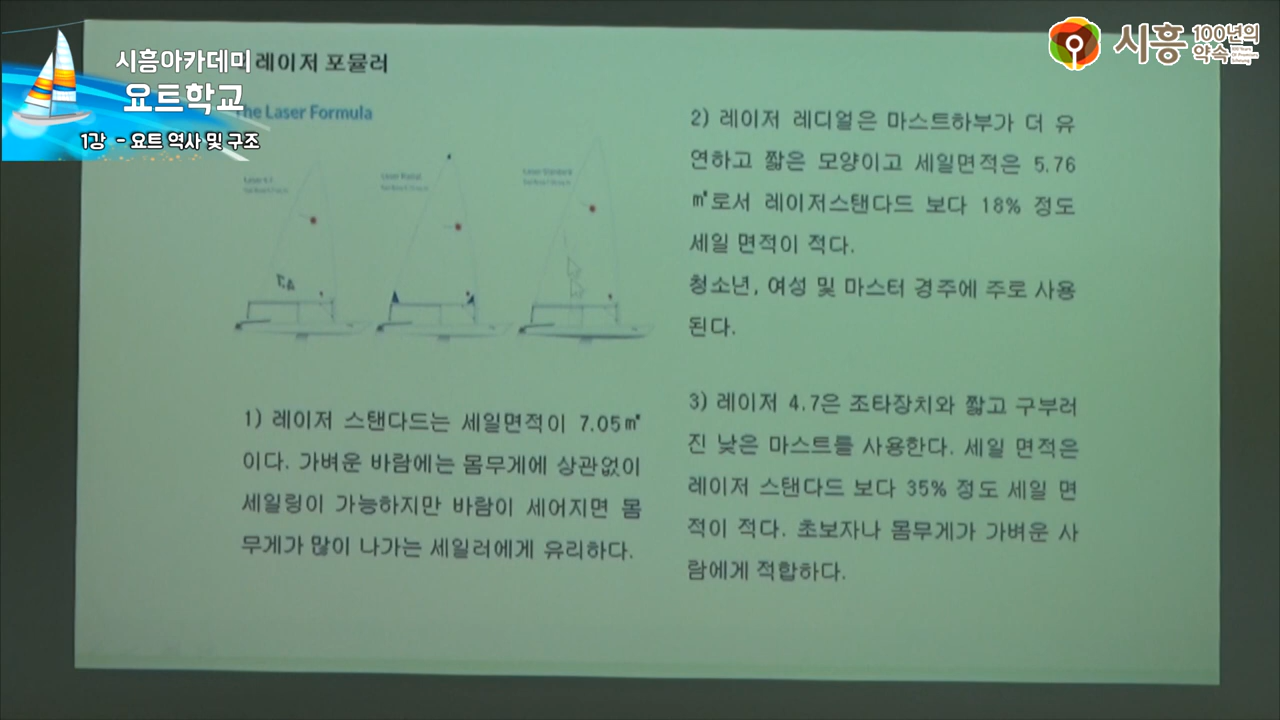 시흥아카데미
요트학교
1강 - 요트 역사 및 구조
시흥 100년의
약속
레이저 포뮬러
The Laser Formula
Laser 4.7
Laser Radial
Laser Standard
4.7
1) 레이저 스탠다드는 세일면적이 7.05㎡
이다. 가벼운 바람에는 몸무게에 상관없이
세일링이 가능하지만 바람이 세어지면 몸
무게가 많이 나가는 세일러에게 유리하다.
2) 레이저 레디얼은 마스트하부가 더 유
연하고 짧은 모양이고 세일면적은 5.76
㎡로서 레이저스탠다드 보다 18% 정도
세일 면적이 적다.
청소년, 여성 및 마스터 경주에 주로 사용
된다.
3) 레이저 4.7은 조타장치와 짧고 구부러
진 낮은 마스트를 사용한다. 세일 면적은
레이저 스탠다드 보다 35% 정도 세일 면
적이 적다. 초보자나 몸무게가 가벼운 사
람에게 적합하다.